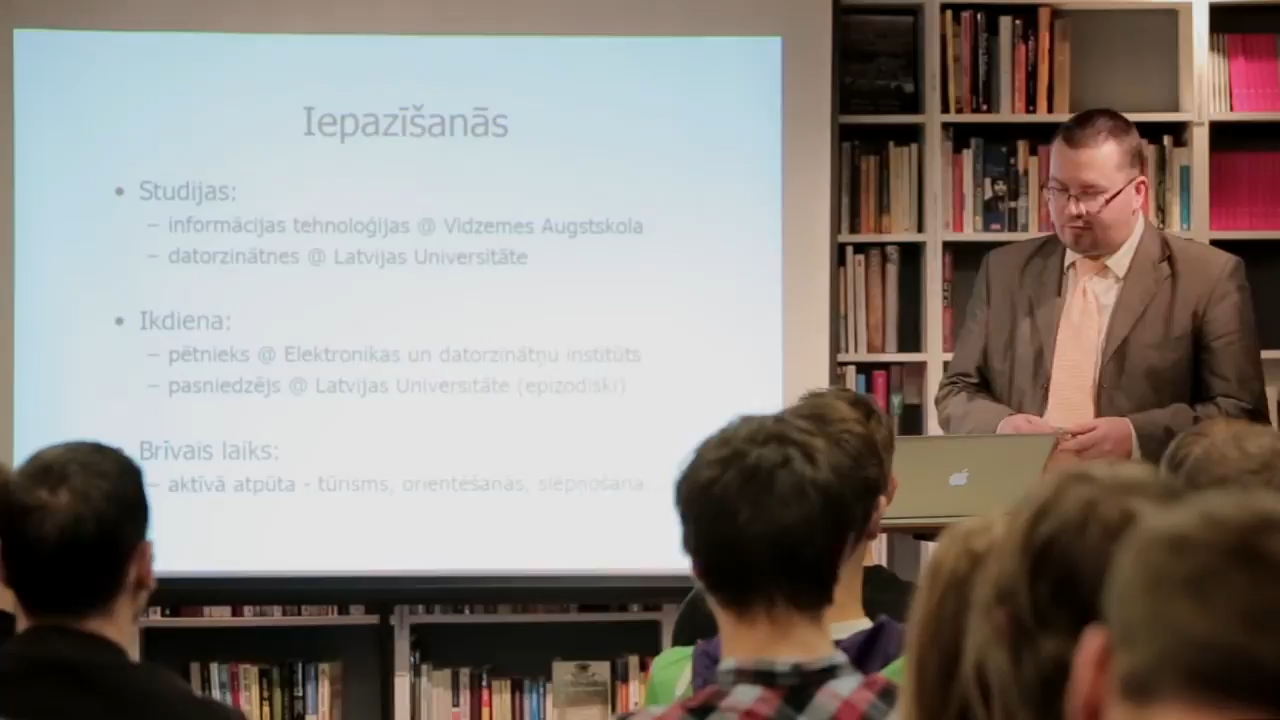 Iepazīšanās
• Studijas:
– informācijas tehnoloģijas @ Vidzemes Augstskola
– datorzinātnes @ Latvijas Universitāte
• Ikdiena:
– pētnieks @ Elektronikas un datorzinātņu institūts
– pasniedzējs @ Latvijas Universitāte (epizodiski)
Brīvais laiks:
– aktīvā atpūta - tūrisms, orientēšanās, slēpņošana...